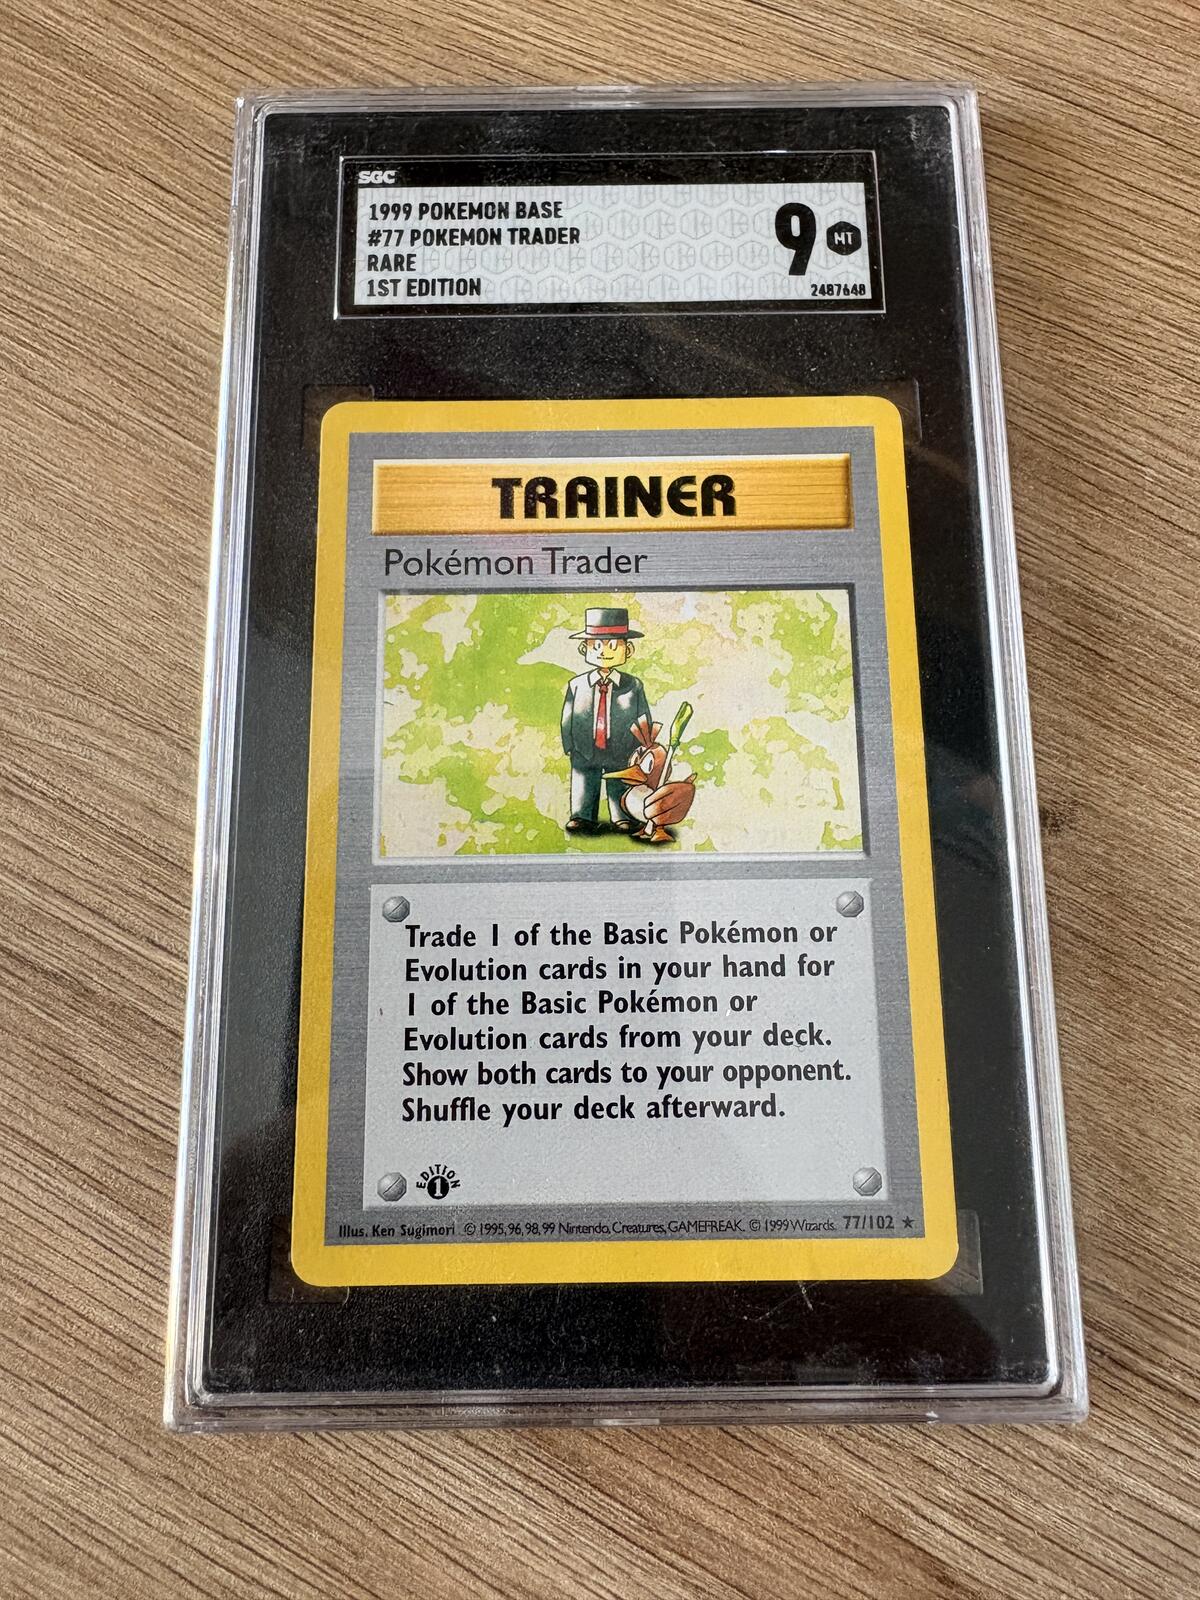 SGC
1999 POKEMON BASE
#77 POKEMON TRADER
RARE
1ST EDITION
9 MT
2487648
TRAINER
Pokémon Trader
Trade 1 of the Basic Pokémon or
Evolution cards in your hand for
1 of the Basic Pokémon or
Evolution cards from your deck.
Show both cards to your opponent.
Shuffle your deck afterward.
EDITION
1
Illus. Ken Sugimori © 1995, 96, 98, 99 Nintendo, Creatures, GAMEFREAK. © 1999 Wizards. 77/102 ★